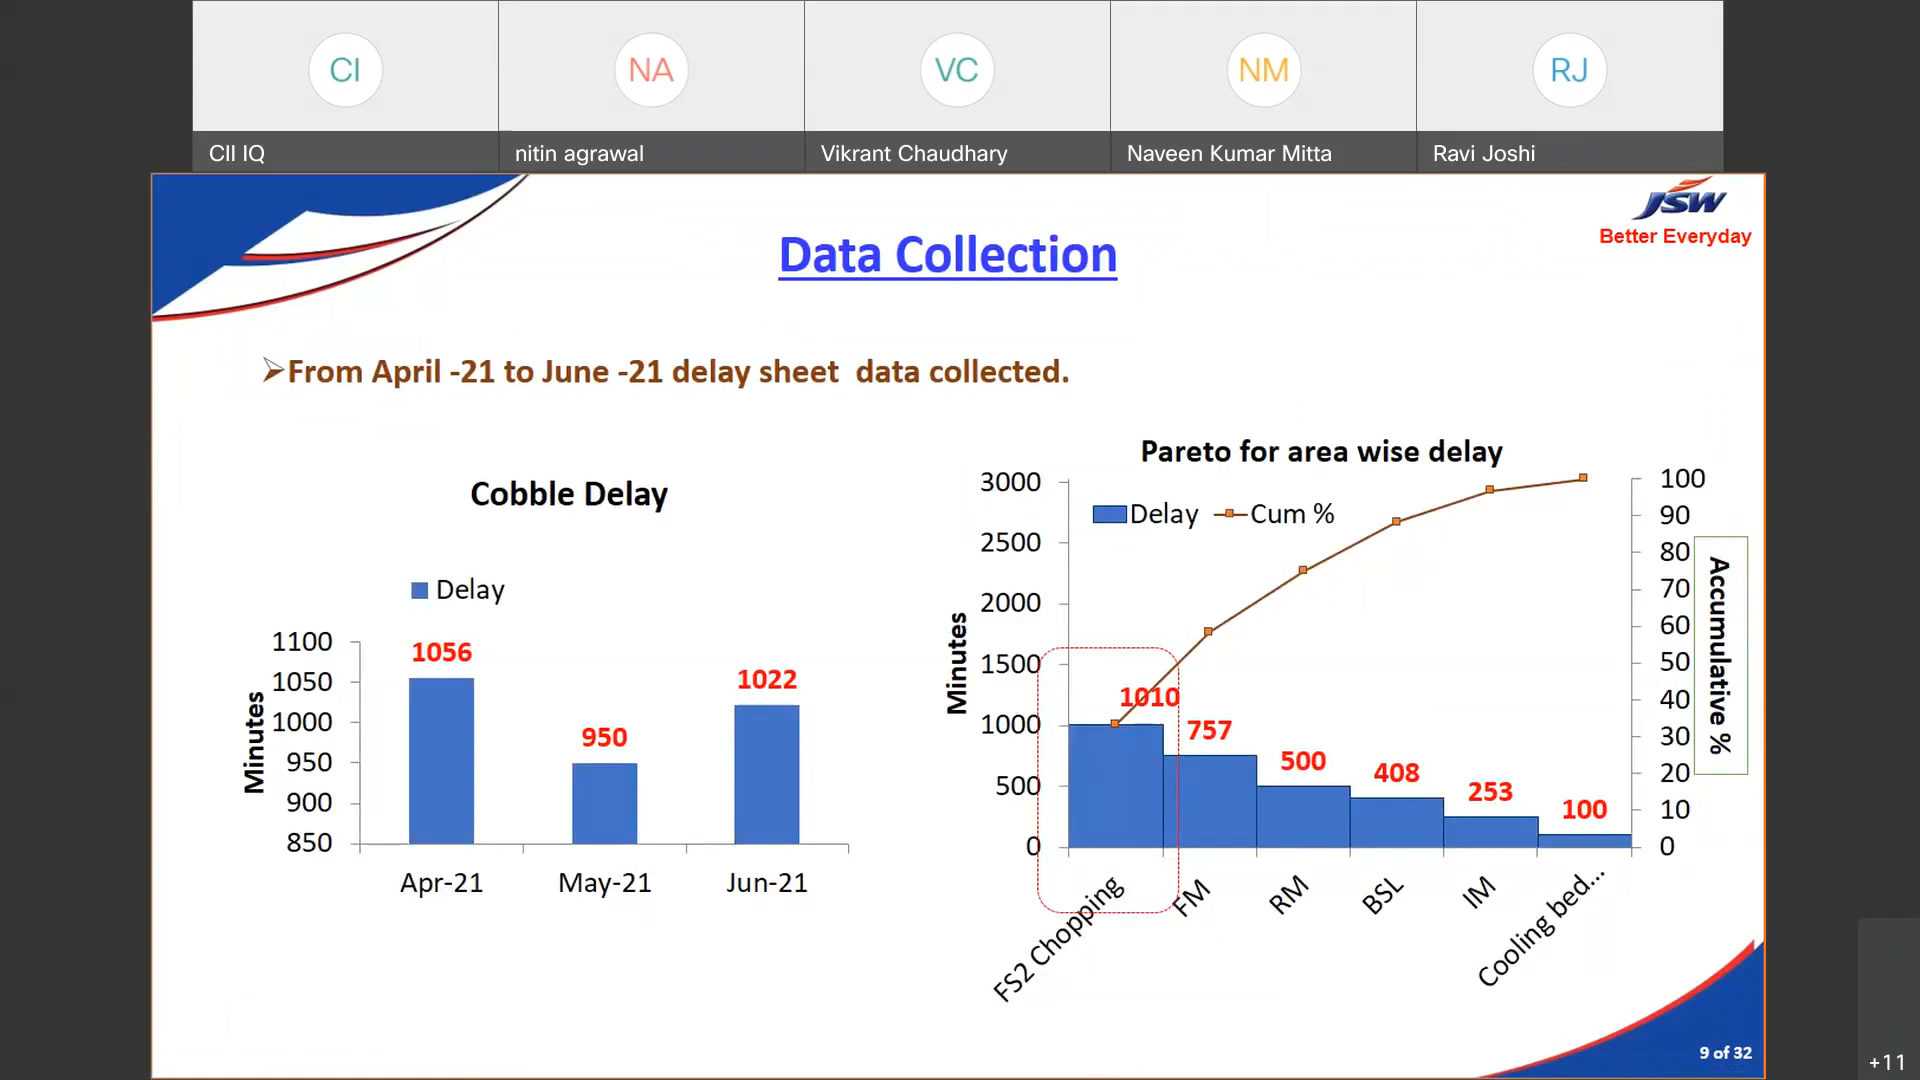 CI
NA
VC
NM
RJ
CII IQ
nitin agrawal
Vikrant Chaudhary
Naveen Kumar Mitta
Ravi Joshi
JSW
Better Everyday
Data Collection
➢From April -21 to June -21 delay sheet  data collected.
Cobble Delay
Delay
Minutes
1100
1050
1000
950
900
850
1056
950
1022
Apr-21
May-21
Jun-21
Pareto for area wise delay
Delay
Cum %
Minutes
3000
2500
2000
1500
1000
500
0
1010
757
500
408
253
100
100
90
80
70
60
50
40
30
20
10
0
Accumulative %
FS2 Chopping
FM
RM
BSL
IM
Cooling bed...
9 of 32
+11